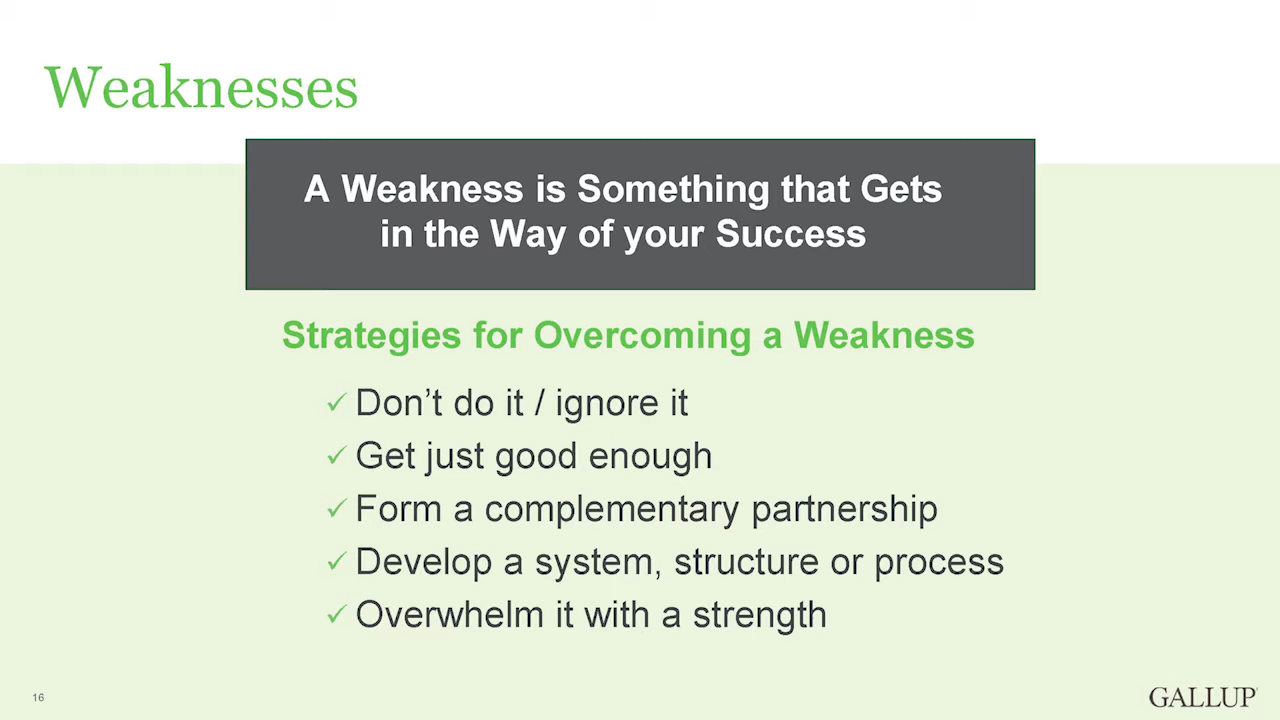 Weaknesses
A Weakness is Something that Gets
in the Way of your Success
Strategies for Overcoming a Weakness
✓ Don’t do it / ignore it
✓ Get just good enough
✓ Form a complementary partnership
✓ Develop a system, structure or process
✓ Overwhelm it with a strength
16
GALLUP